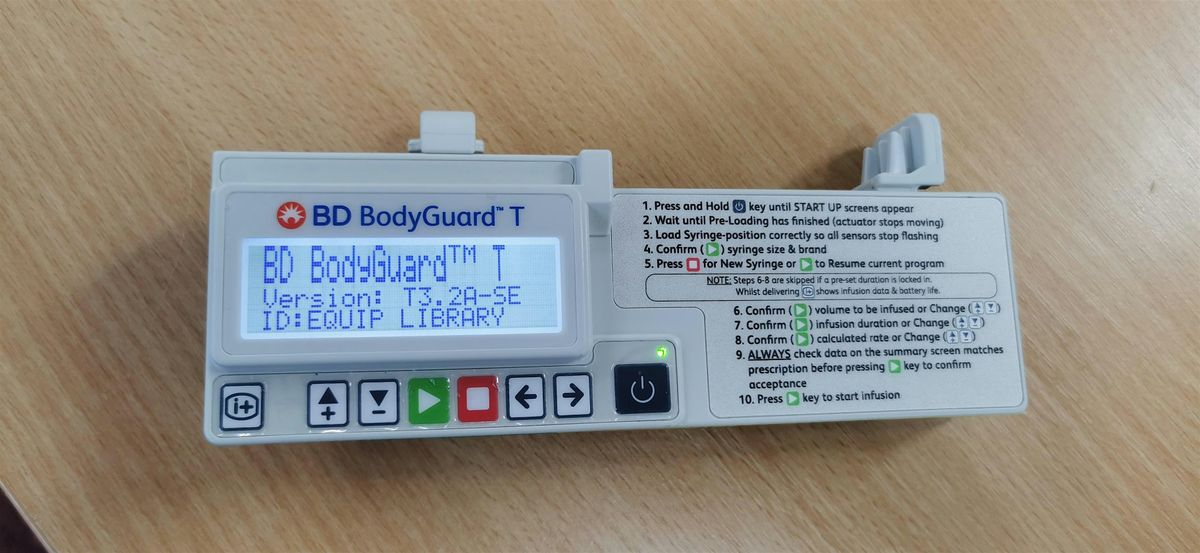 BD BodyGuard™ T
BD BodyGuard™ T
Version: T3.2A-SE
ID:EQUIP LIBRARY
i+
+
–
1. Press and Hold key until START UP screens appear
2. Wait until Pre-Loading has finished (actuator stops moving)
3. Load Syringe-position correctly so all sensors stop flashing
4. Confirm ( ) syringe size & brand
5. Press for New Syringe or to Resume current program
NOTE: Steps 6-8 are skipped if a pre-set duration is locked in.
Whilst delivering i+ shows infusion data & battery life.
6. Confirm ( ) volume to be infused or Change ( )
7. Confirm ( ) infusion duration or Change ( )
8. Confirm ( ) calculated rate or Change ( )
9. ALWAYS check data on the summary screen matches
prescription before pressing key to confirm
acceptance
10. Press key to start infusion